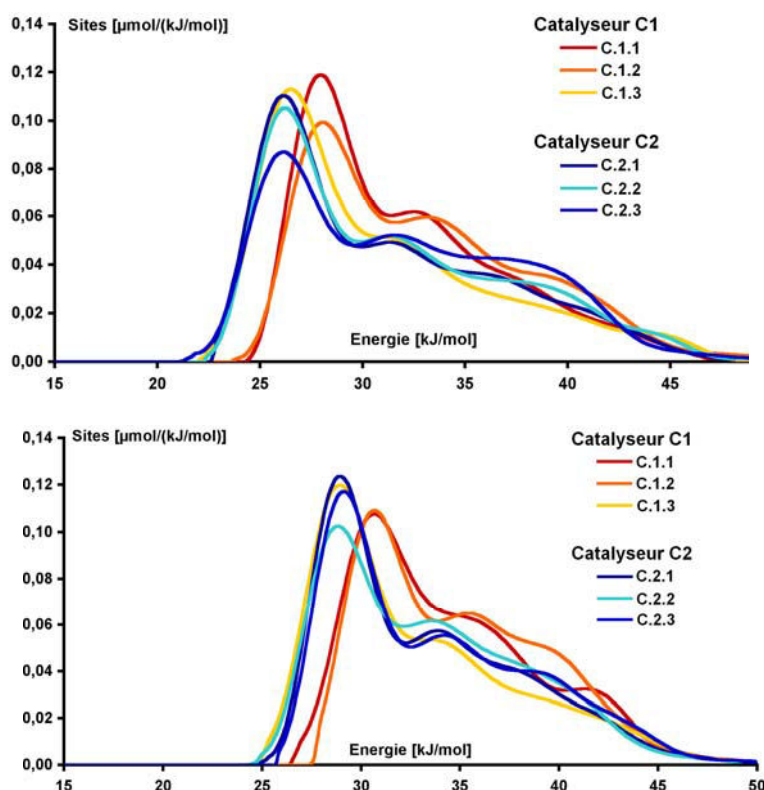 Sites [µmol/(kJ/mol)]
0,14
0,12
0,10
0,08
0,06
0,04
0,02
0,00
Catalyseur C1
C.1.1
C.1.2
C.1.3
Catalyseur C2
C.2.1
C.2.2
C.2.3
Energie [kJ/mol]
15 20 25 30 35 40 45
Sites [µmol/(kJ/mol)]
0,14
0,12
0,10
0,08
0,06
0,04
0,02
0,00
Catalyseur C1
C.1.1
C.1.2
C.1.3
Catalyseur C2
C.2.1
C.2.2
C.2.3
Energie [kJ/mol]
15 20 25 30 35 40 45 50